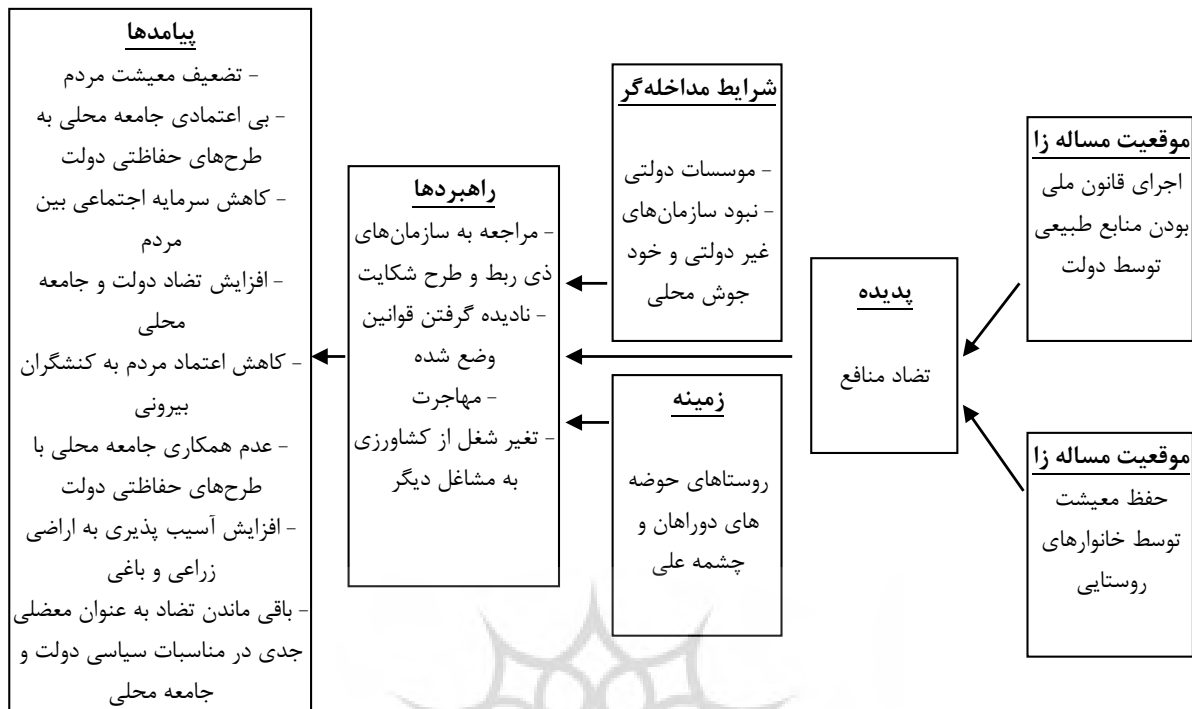 موقعیت مساله زا
اجرای قانون ملی
بودن منابع طبیعی
توسط دولت
موقعیت مساله زا
حفظ معیشت
توسط خانوارهای
روستایی
پدیده
تضاد منافع
شرایط مداخله‌گر
- موسسات دولتی
- نبود سازمان‌های
غیر دولتی و خود
جوش محلی
زمینه
روستاهای حوضه
های دوراهان و
چشمه علی
راهبردها
- مراجعه به سازمان‌های
ذی ربط و طرح شکایت
- نادیده گرفتن قوانین
وضع شده
- مهاجرت
- تغیر شغل از کشاورزی
به مشاغل دیگر
پیامدها
- تضعیف معیشت مردم
- بی اعتمادی جامعه محلی به
طرح‌های حفاظتی دولت
- کاهش سرمایه اجتماعی بین
مردم
- افزایش تضاد دولت و جامعه
محلی
- کاهش اعتماد مردم به کنشگران
بیرونی
- عدم همکاری جامعه محلی با
طرح‌های حفاظتی دولت
- افزایش آسیب پذیری به اراضی
زراعی و باغی
- باقی ماندن تضاد به عنوان معضلی
جدی در مناسبات سیاسی دولت و
جامعه محلی